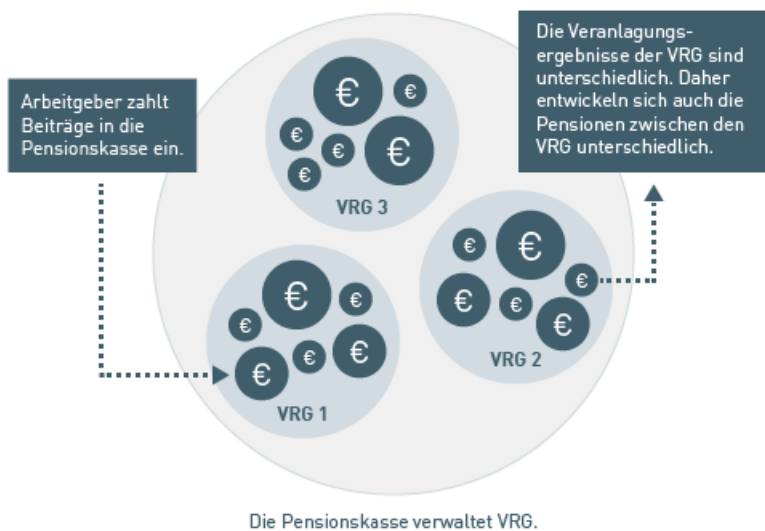 Arbeitgeber zahlt
Beiträge in die
Pensionskasse ein.
Die Veranlagungs-
ergebnisse der VRG sind
unterschiedlich. Daher
entwickeln sich auch die
Pensionen zwischen den
VRG unterschiedlich.
€ €
€ € €
€
VRG 3
€ €
€ € €
€
VRG 2
€ €
€ € €
€
VRG 1
Die Pensionskasse verwaltet VRG.